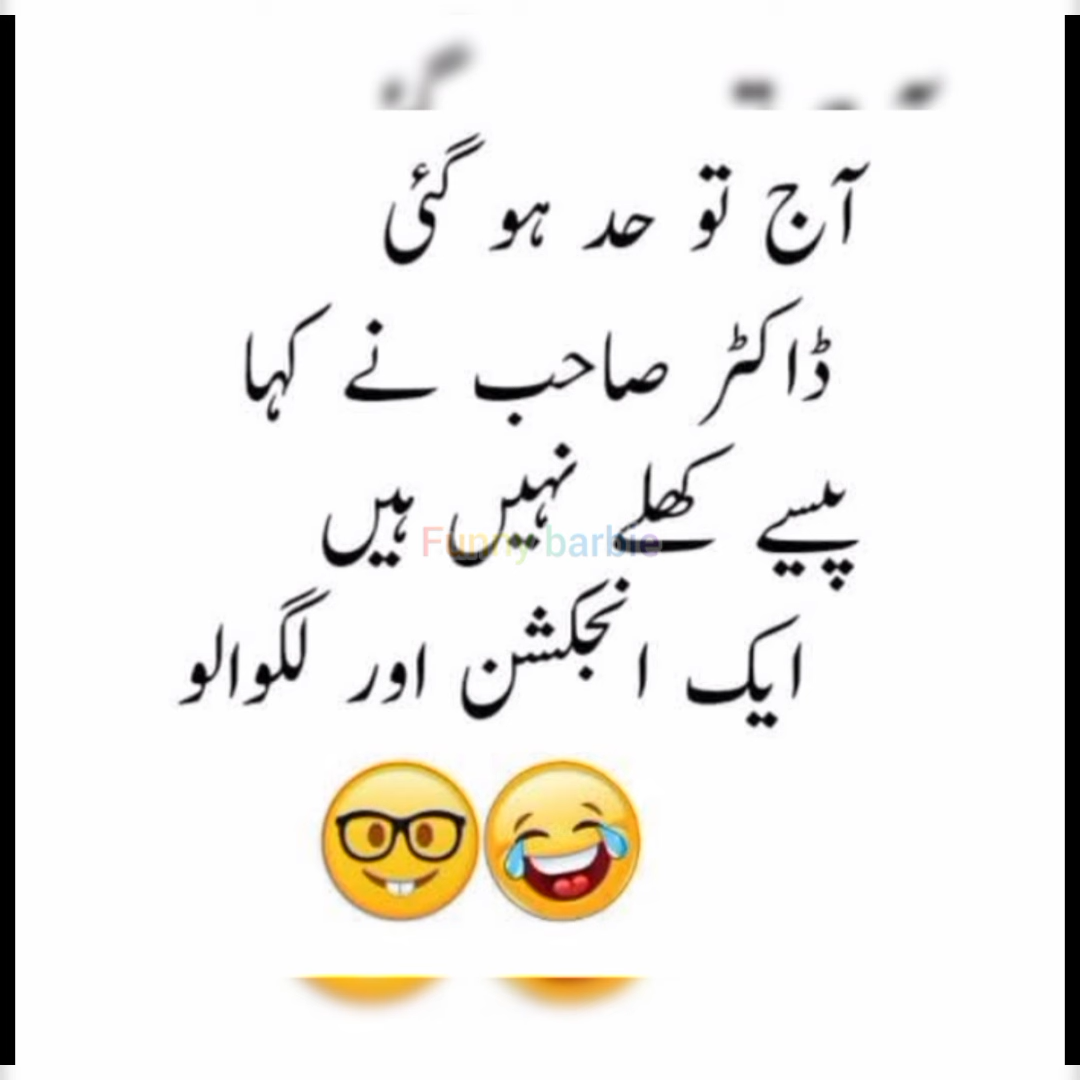 آج تو حد ہو گئی
ڈاکٹر صاحب نے کہا
پیسے کھلے نہیں ہیں
Funny barbie
ایک انجکشن اور لگوالو